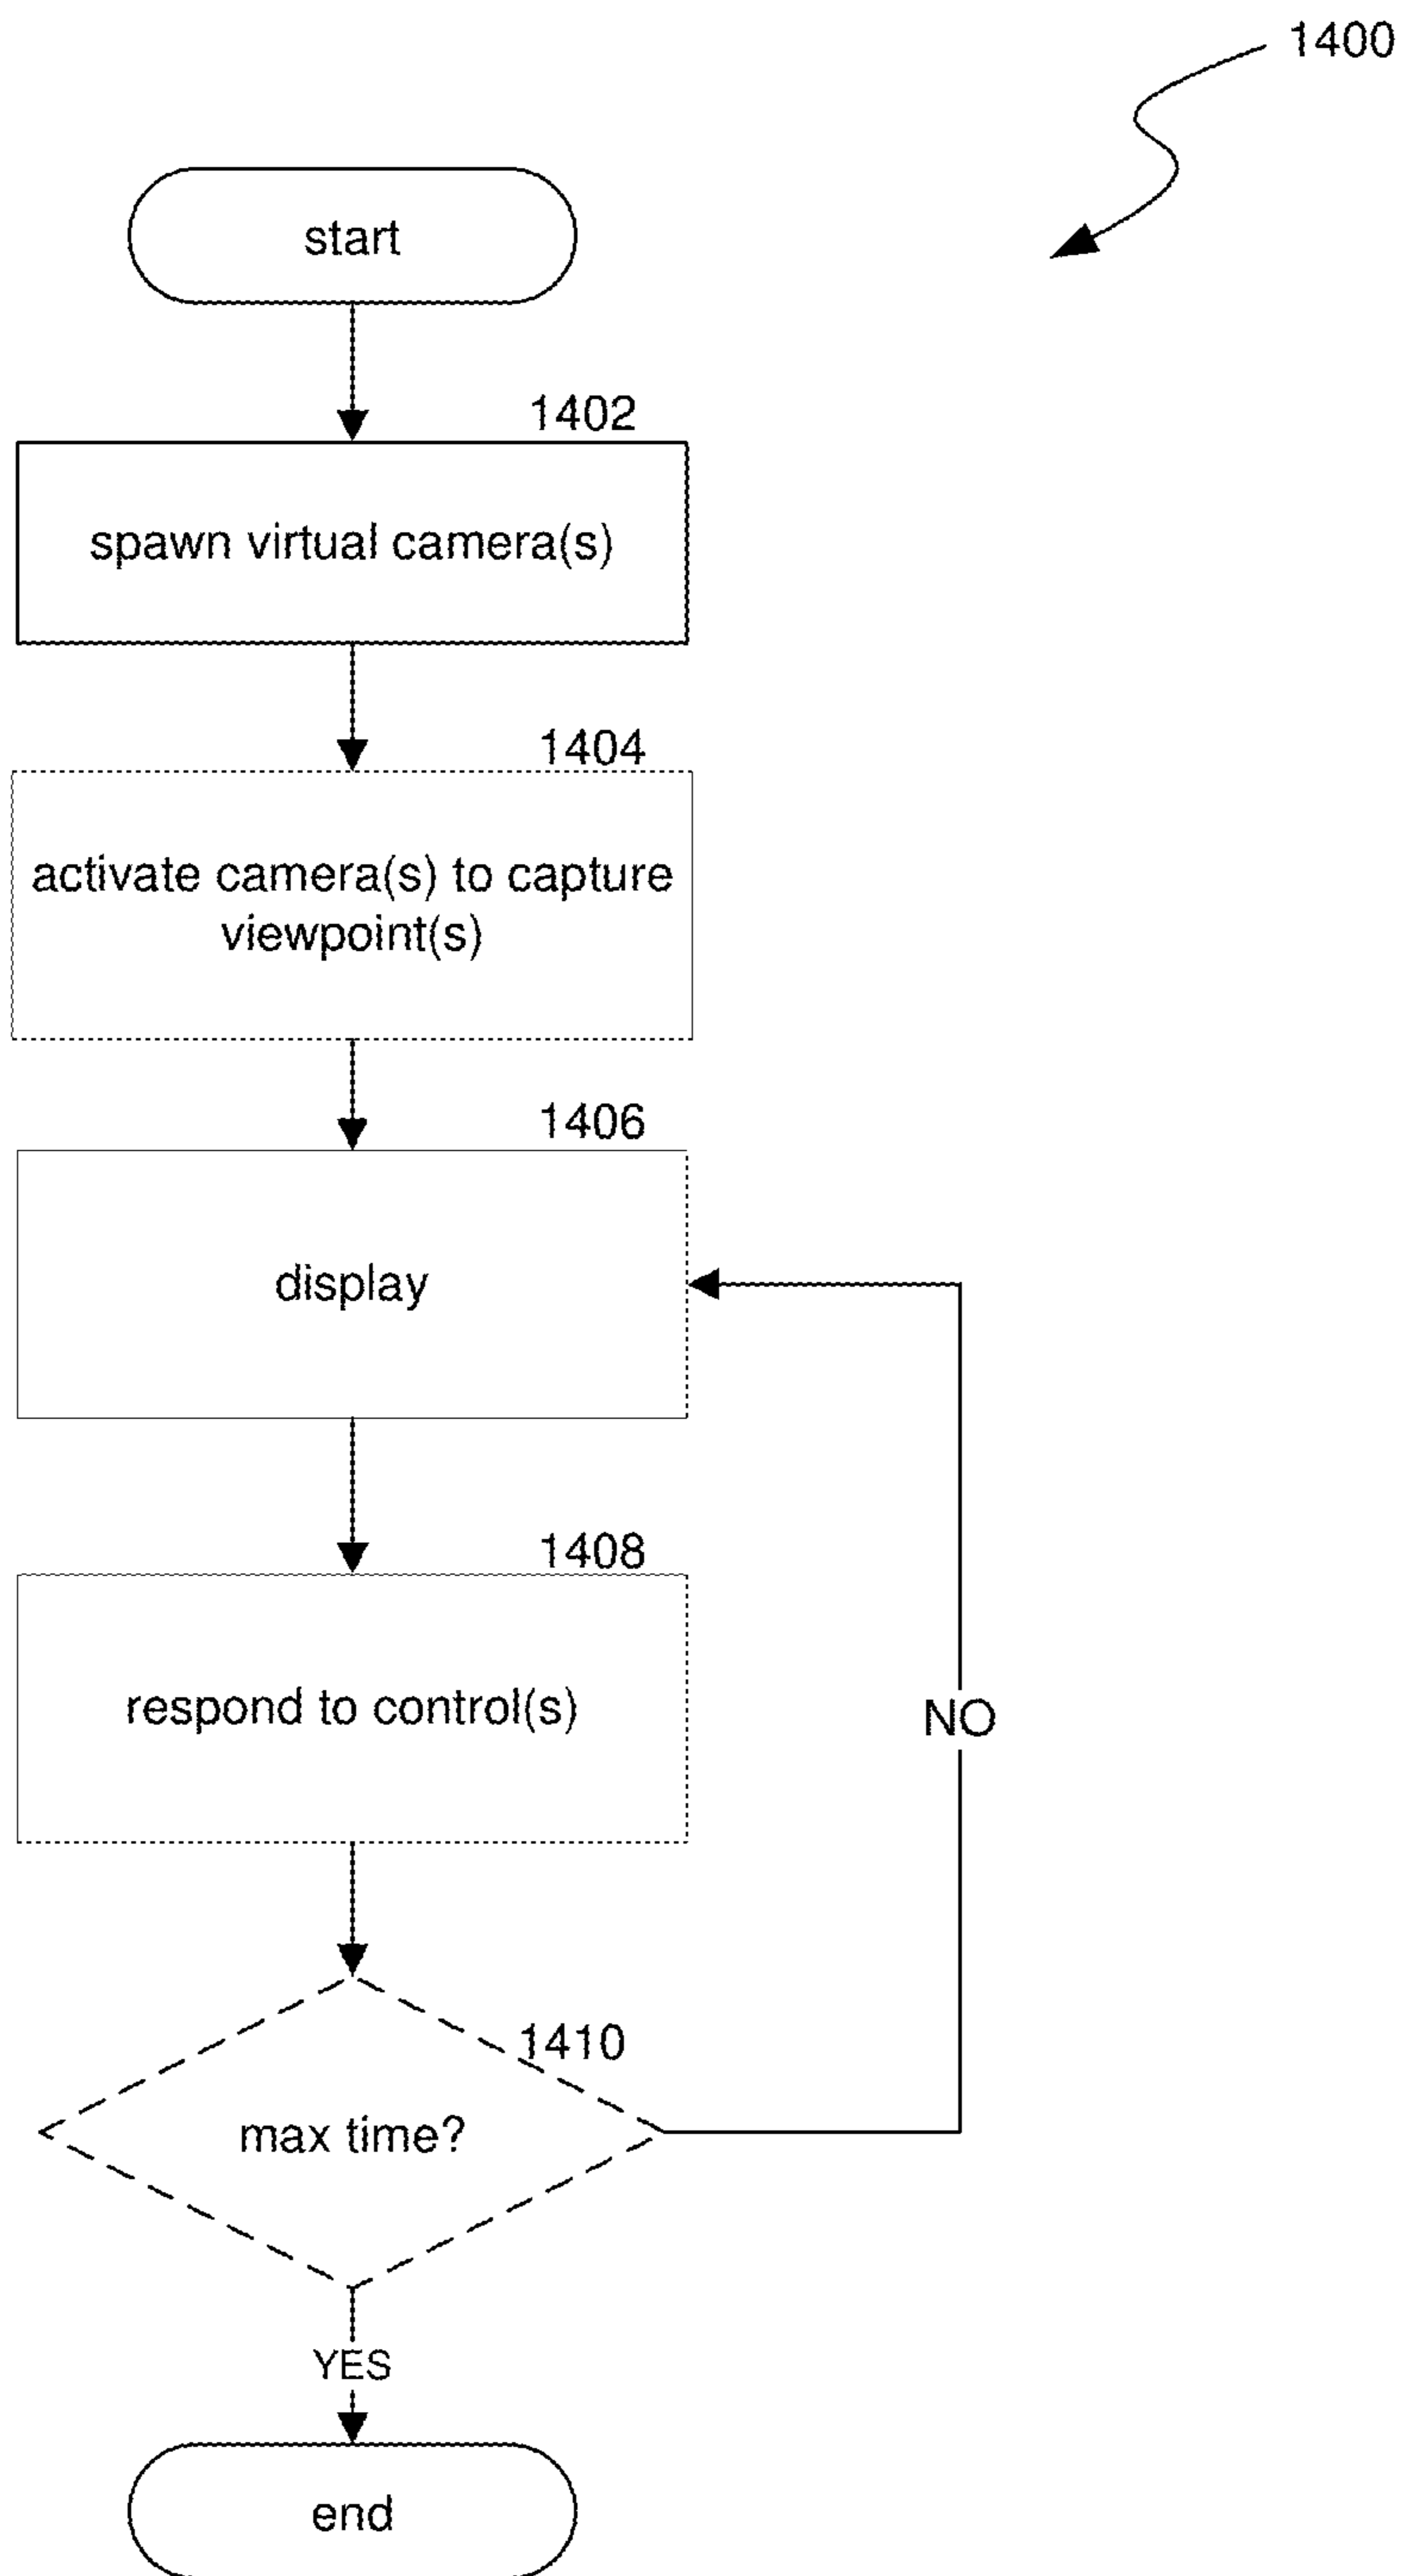 1400
start
1402
spawn virtual camera(s)
1404
activate camera(s) to capture
viewpoint(s)
1406
display
1408
respond to control(s)
NO
1410
max time?
YES
end